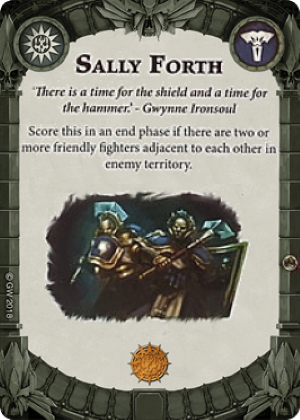 SALLY FORTH
'There is a time for the shield and a time for
the hammer.' - Gwynne Ironsoul
Score this in an end phase if there are two or
more friendly fighters adjacent to each other in
enemy territory.
© GW 2018